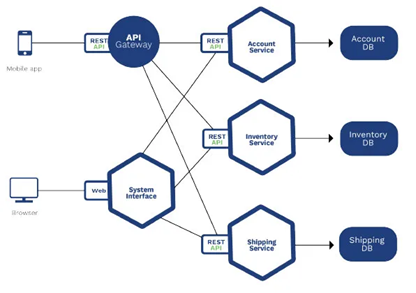 REST
API
API
Gateway
REST
API
Account
Service
Account
DB
Mobile app
REST
API
Inventory
Service
Inventory
DB
Web
System
Interface
Browser
REST
API
Shipping
Service
Shipping
DB